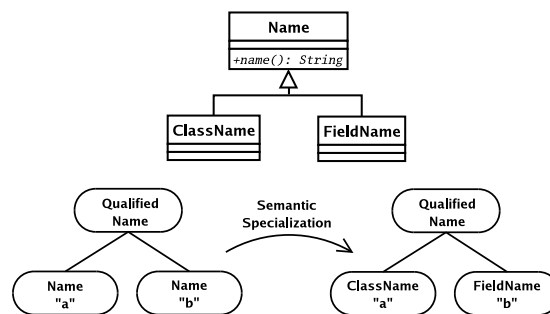 Name
+name(): String
ClassName
FieldName
Qualified
Name
Semantic
Specialization
Qualified
Name
Name
"a"
Name
"b"
ClassName
"a"
FieldName
"b"